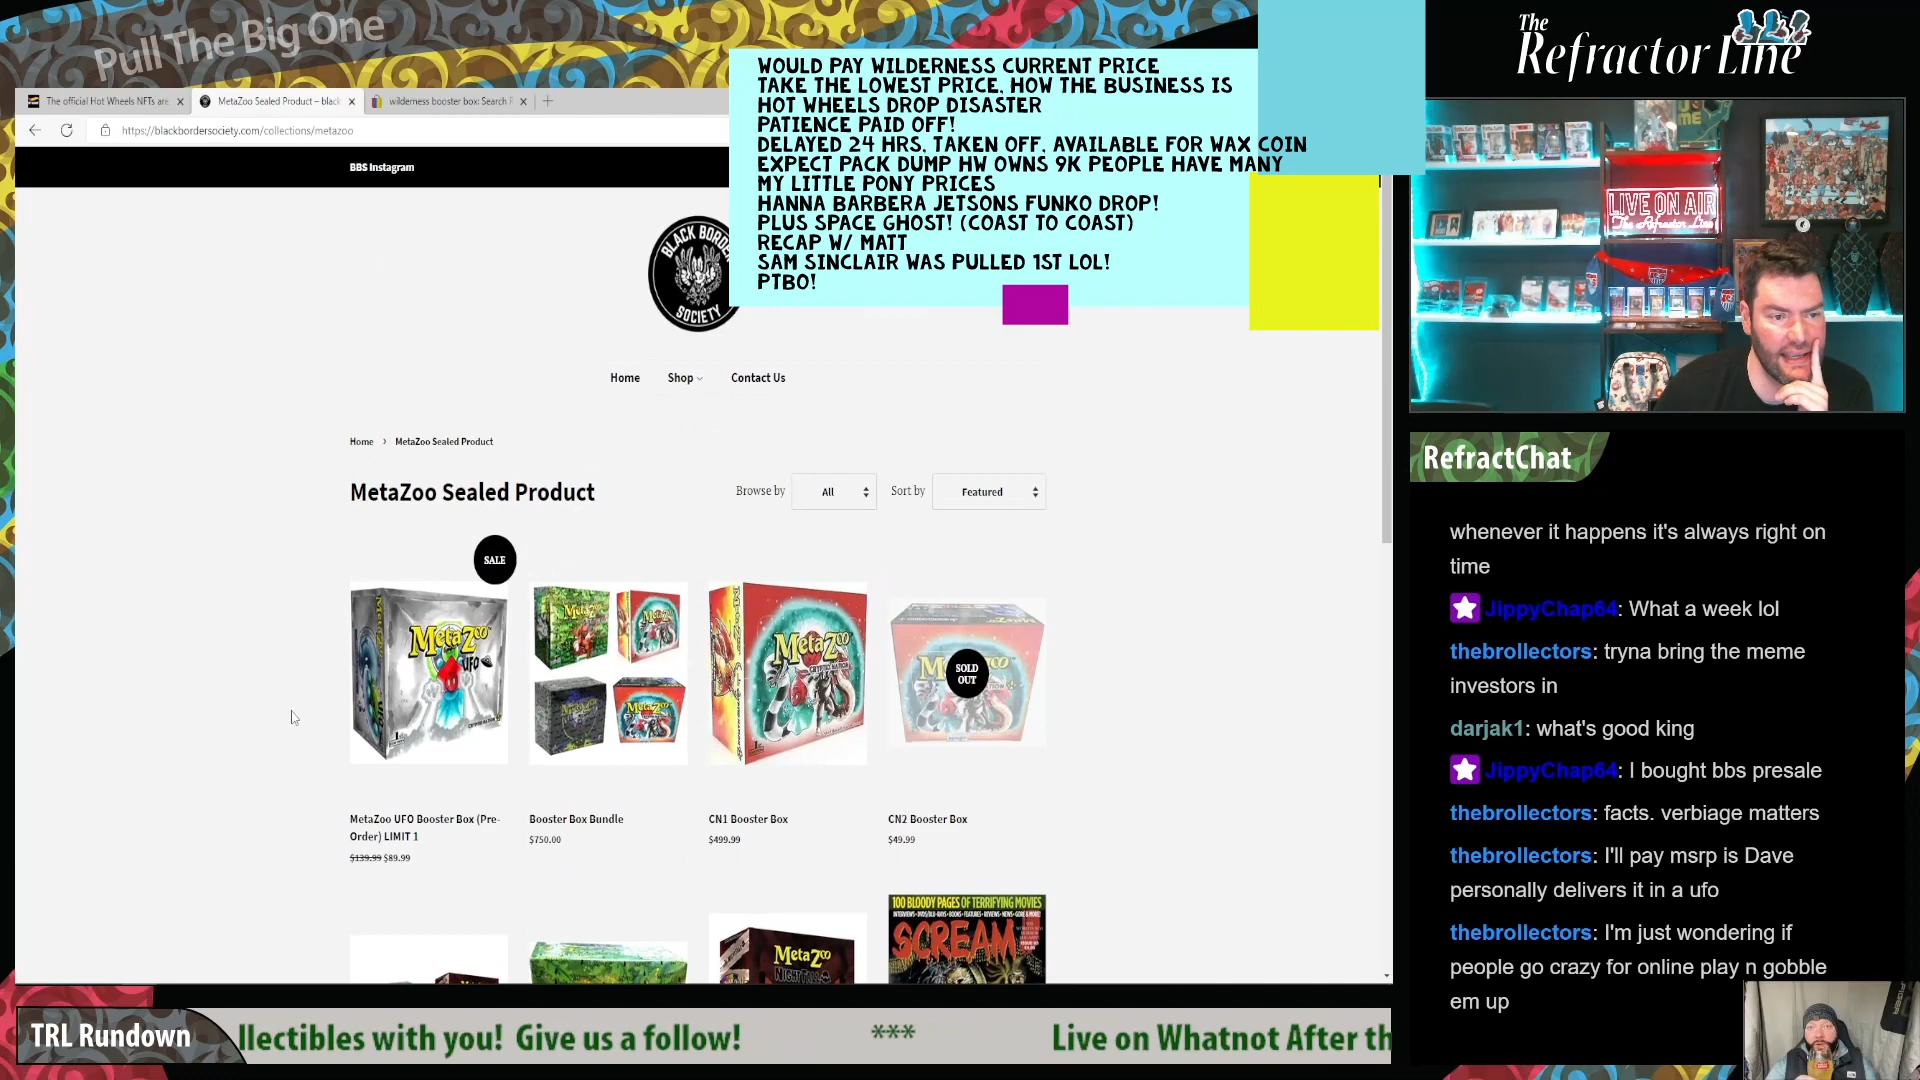 Pull The Big One
The Refractor Line
WOULD PAY WILDERNESS CURRENT PRICE
TAKE THE LOWEST PRICE, HOW THE BUSINESS IS
HOT WHEELS DROP DISASTER
PATIENCE PAID OFF!
DELAYED 24 HRS, TAKEN OFF, AVAILABLE FOR WAX COIN
EXPECT PACK DUMP HW OWNS 9K PEOPLE HAVE MANY
MY LITTLE PONY PRICES
HANNA BARBERA JETSONS FUNKO DROP!
PLUS SPACE GHOST! (COAST TO COAST)
RECAP W/ MATT
SAM SINCLAIR WAS PULLED 1ST LOL!
PTBO!
The official Hot Wheels NFTs are
MetaZoo Sealed Product – black
wilderness booster box: Search R
https://blackbordersociety.com/collections/metazoo
BBS Instagram
BLACK BORDER
SOCIETY
Home Shop Contact Us
Home › MetaZoo Sealed Product
MetaZoo Sealed Product
Browse by All Sort by Featured
SALE
MetaZoo
UFO
MetaZoo
MetaZoo
MetaZoo
MetaZoo
SOLD OUT
MetaZoo UFO Booster Box (Pre-
Order) LIMIT 1
$139.99 $89.99
Booster Box Bundle
$750.00
CN1 Booster Box
$499.99
CN2 Booster Box
$49.99
MetaZoo
NIGHTFALL
100 BLOODY PAGES OF TERRIFYING MOVIES
SCREAM
LIVE ON AIR
The Refractor Line
RefractChat
whenever it happens it's always right on
time
JippyChap64: What a week lol
thebrollectors: tryna bring the meme
investors in
darjak1: what's good king
JippyChap64: I bought bbs presale
thebrollectors: facts. verbiage matters
thebrollectors: I'll pay msrp is Dave
personally delivers it in a ufo
thebrollectors: I'm just wondering if
people go crazy for online play n gobble
em up
TRL Rundown
llectibles with you! Give us a follow! *** Live on Whatnot After th